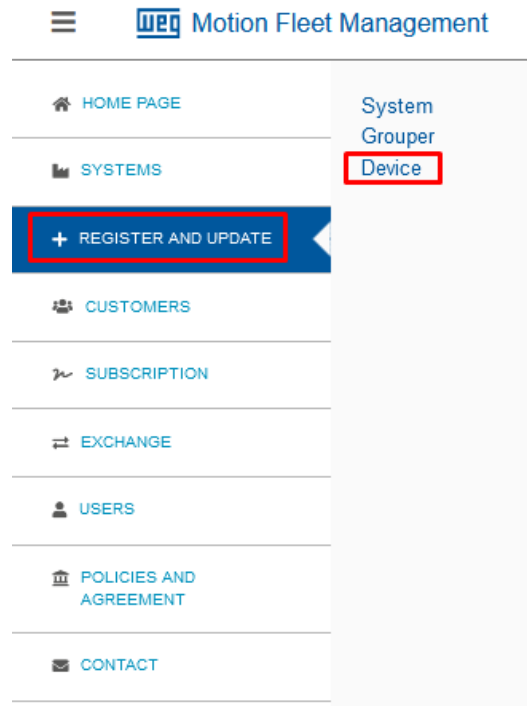 WEG Motion Fleet Management
HOME PAGE
SYSTEMS
REGISTER AND UPDATE
CUSTOMERS
SUBSCRIPTION
EXCHANGE
USERS
POLICIES AND
AGREEMENT
CONTACT
System
Grouper
Device